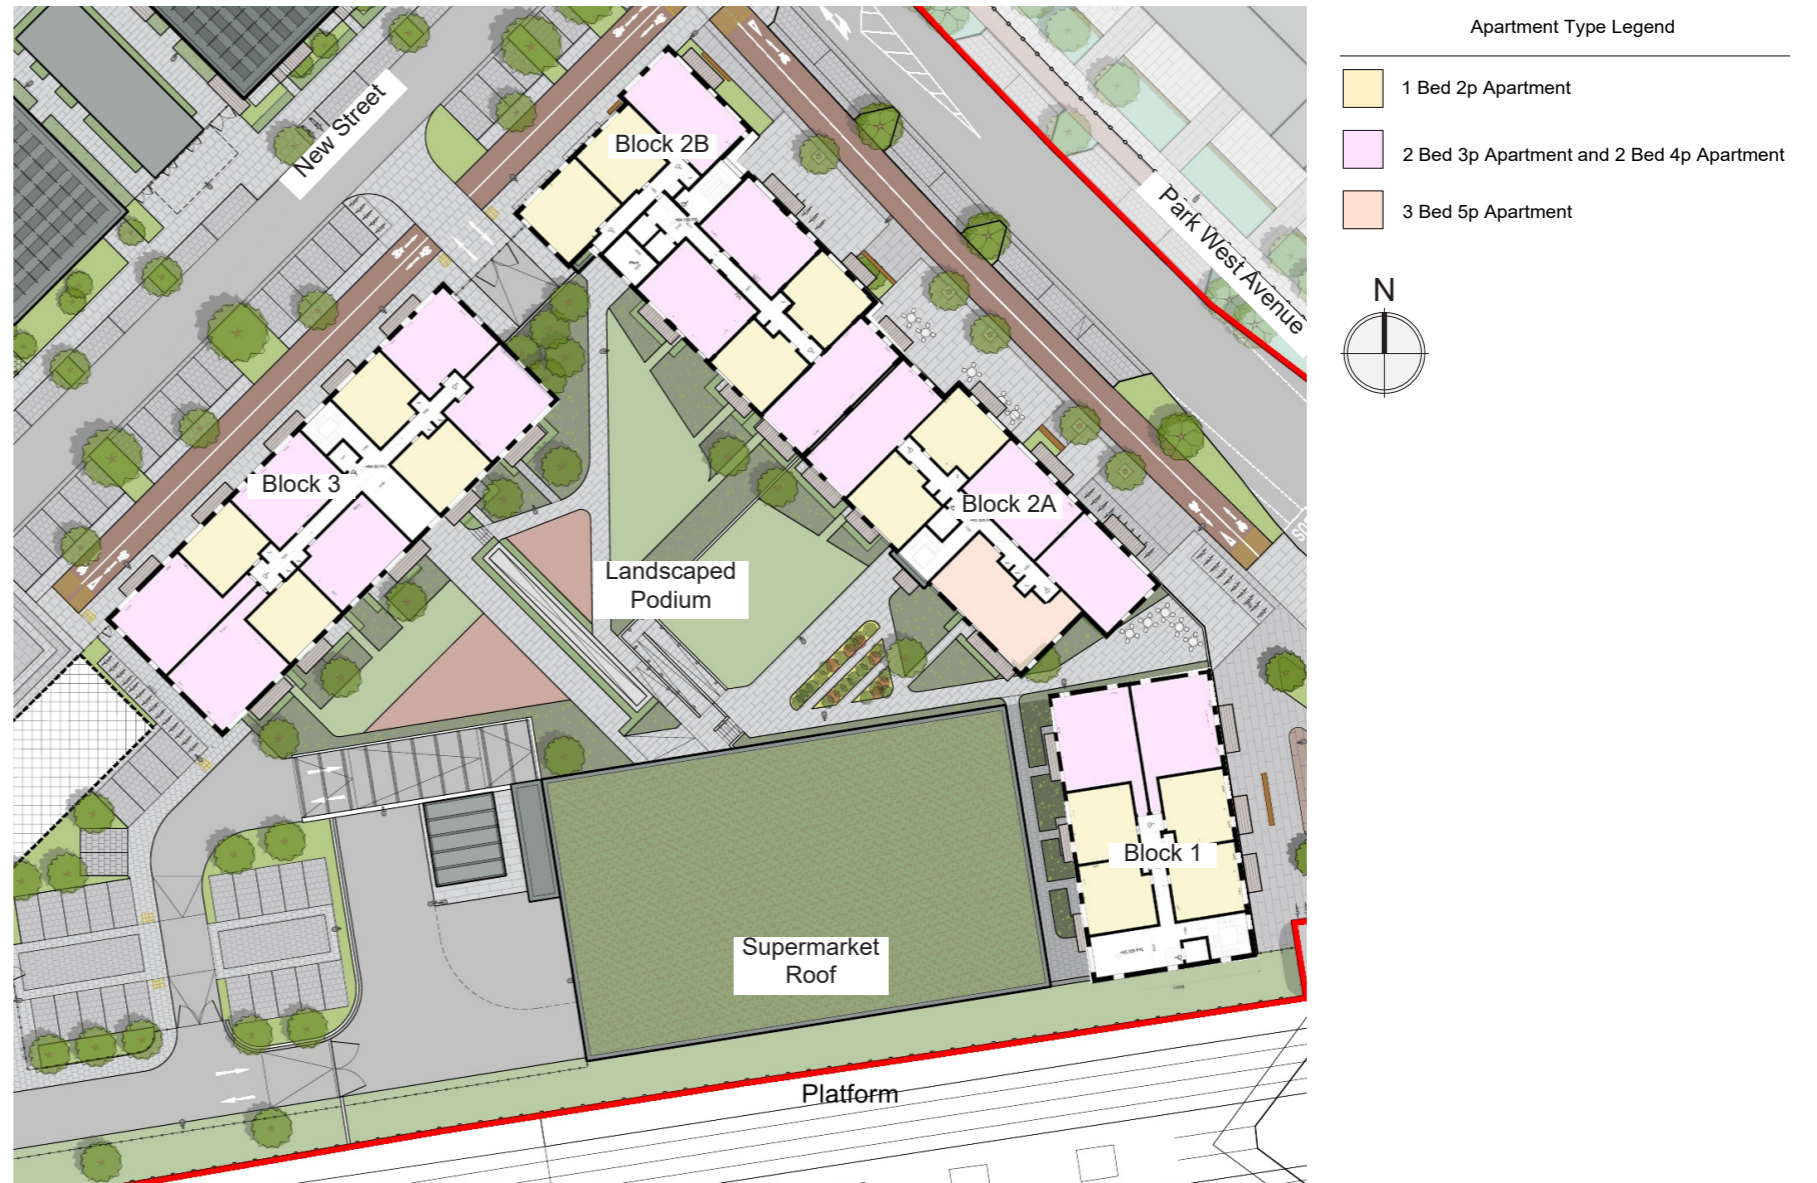 Apartment Type Legend
1 Bed 2p Apartment
2 Bed 3p Apartment and 2 Bed 4p Apartment
3 Bed 5p Apartment
N
New Street
Block 2B
Park West Avenue
Block 3
Block 2A
Landscaped
Podium
Block 1
Supermarket
Roof
Platform